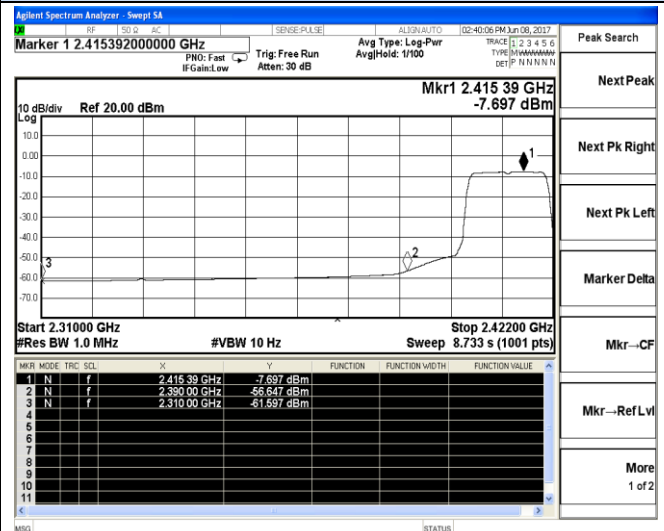 Agilent Spectrum Analyzer - Swept SA
RF 50 Ω AC SENSE:PULSE ALIGNAUTO 02:40:06 PM Jun 08, 2017
Marker 1 2.415392000000 GHz
PNO: Fast
IFGain:Low
Trig: Free Run
Atten: 30 dB
Avg Type: Log-Pwr
Avg|Hold: 1/100
TRACE 1 2 3 4 5 6
TYPE MWWWWW
DET P N N N N N
Mkr1 2.415 39 GHz
-7.697 dBm
10 dB/div Ref 20.00 dBm
Log
10.0
0.00
-10.0
-20.0
-30.0
-40.0
-50.0
-60.0
-70.0
1
2
3
Start 2.31000 GHz Stop 2.42200 GHz
#Res BW 1.0 MHz #VBW 10 Hz Sweep 8.733 s (1001 pts)
MKR MODE TRC SCL X Y FUNCTION FUNCTION WIDTH FUNCTION VALUE
1 N f 2.415 39 GHz -7.697 dBm
2 N f 2.390 00 GHz -56.647 dBm
3 N f 2.310 00 GHz -61.597 dBm
4
5
6
7
8
9
10
11
MSG STATUS
Peak Search
Next Peak
Next Pk Right
Next Pk Left
Marker Delta
Mkr→CF
Mkr→Ref Lvl
More
1 of 2